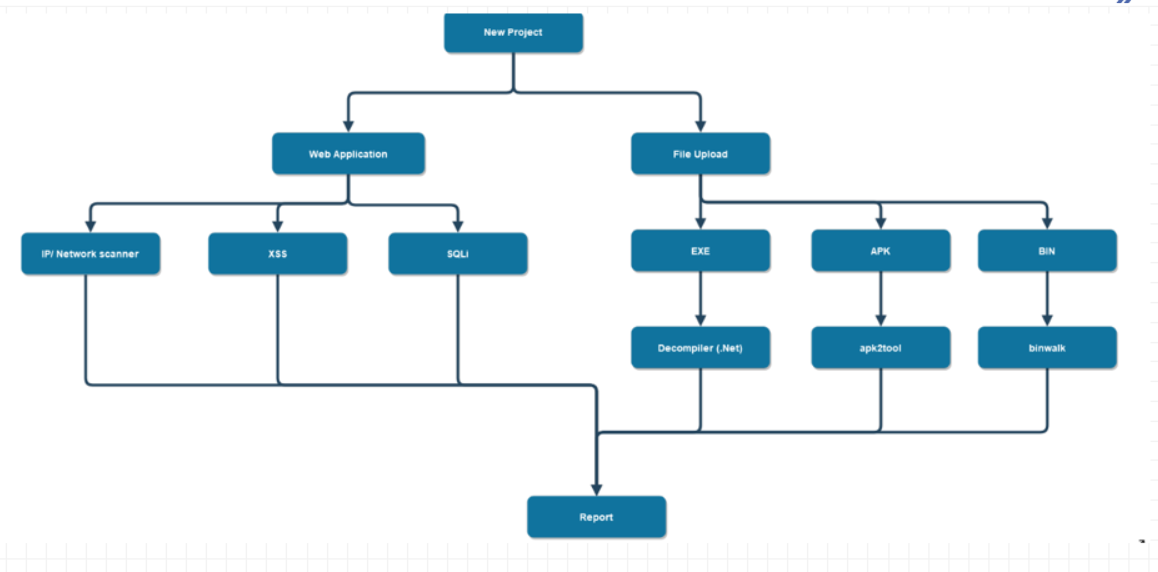 New Project
Web Application
File Upload
IP/ Network scanner
XSS
SQLi
EXE
APK
BIN
Decompiler (.Net)
apk2tool
binwalk
Report